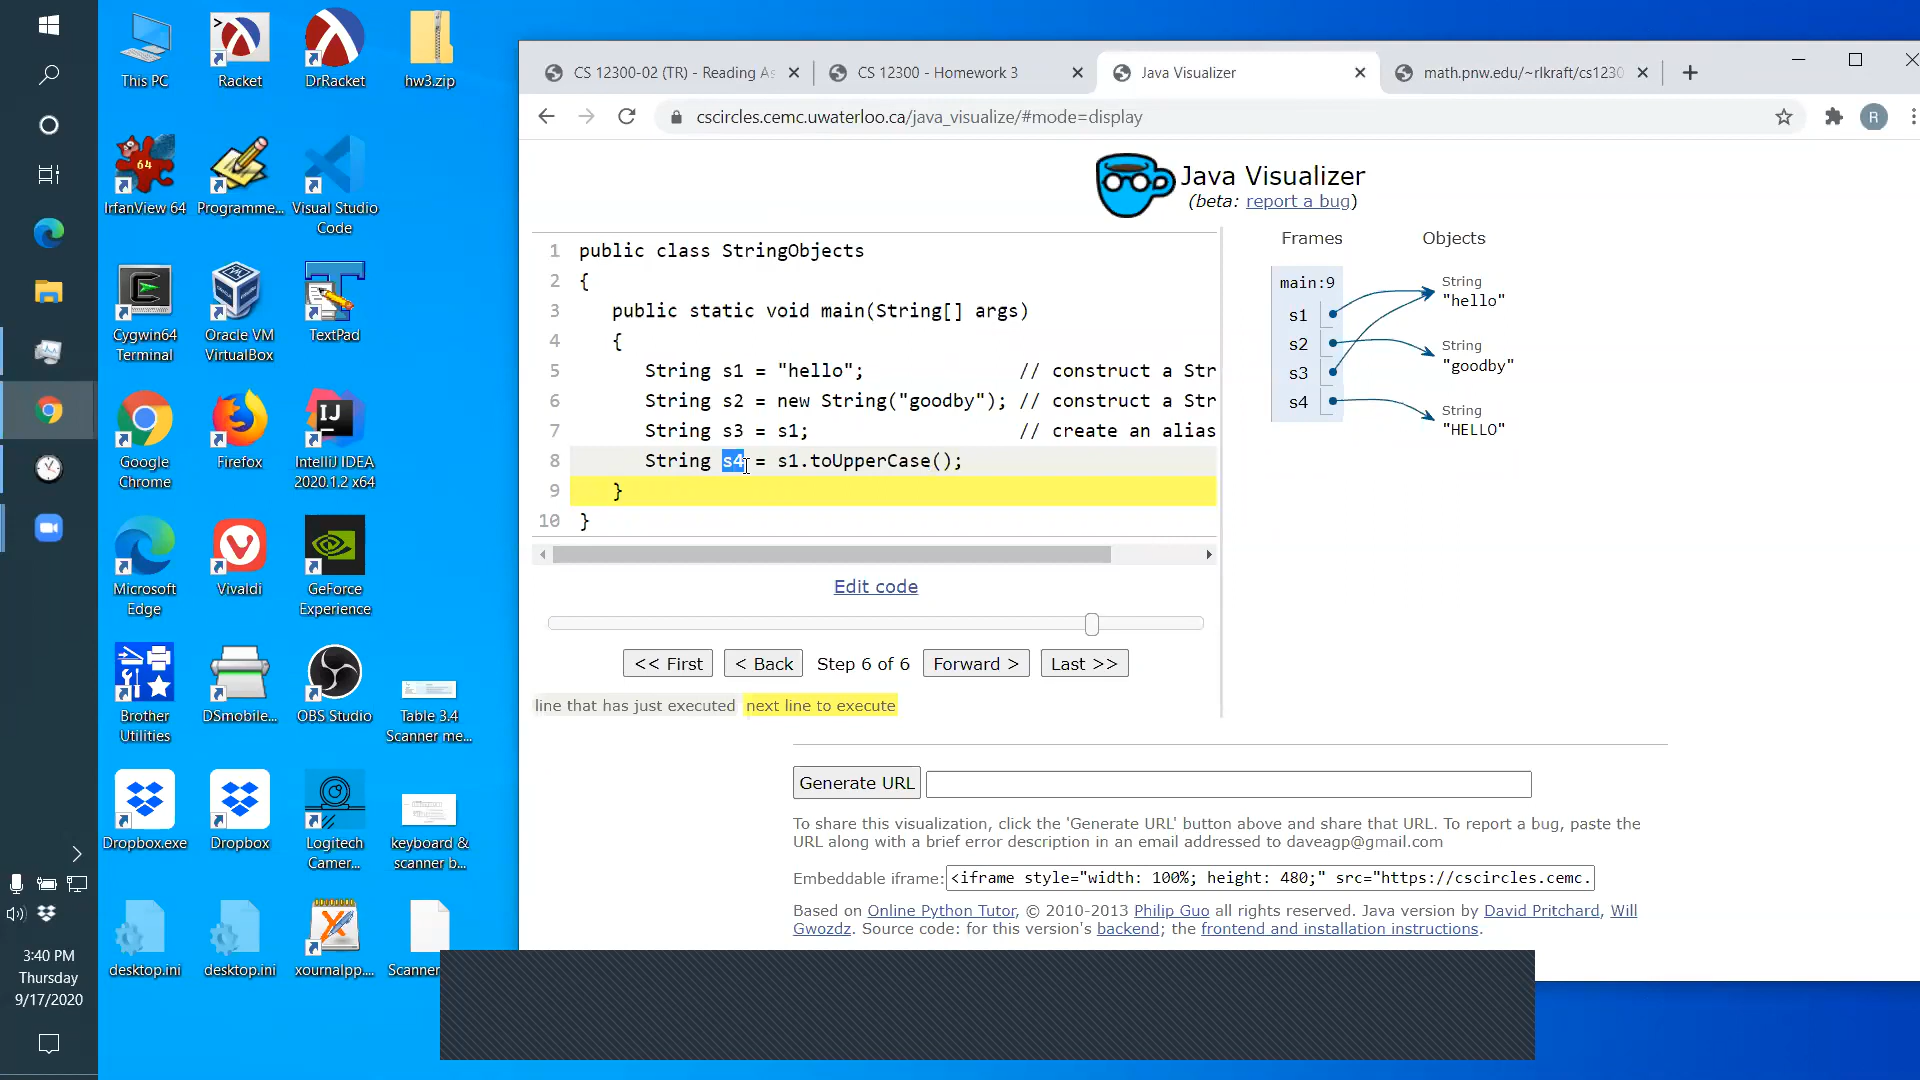 This PC
Racket
DrRacket
hw3.zip
64
IrfanView 64
Programme...
Visual Studio
Code
Cygwin64
Terminal
Oracle VM
VirtualBox
TextPad
Google
Chrome
Firefox
IntelliJ IDEA
2020.1.2 x64
Microsoft
Edge
Vivaldi
GeForce
Experience
Brother
Utilities
DSmobile...
OBS Studio
Table 3.4
Scanner me...
Dropbox.exe
Dropbox
Logitech
Camer...
keyboard &
scanner b...
desktop.ini
desktop.ini
xournalpp....
Scanner
3:40 PM
Thursday
9/17/2020
CS 12300-02 (TR) - Reading As
CS 12300 - Homework 3
Java Visualizer
math.pnw.edu/~rlkraft/cs1230
cscircles.cemc.uwaterloo.ca/java_visualize/#mode=display
R
Java Visualizer
(beta: report a bug)
1 public class StringObjects
2 {
3 public static void main(String[] args)
4 {
5 String s1 = "hello"; // construct a Str
6 String s2 = new String("goodby"); // construct a Str
7 String s3 = s1; // create an alias
8 String s4 = s1.toUpperCase();
9 }
10 }
Edit code
<< First < Back Step 6 of 6 Forward > Last >>
line that has just executed next line to execute
Frames Objects
main:9
s1
s2
s3
s4
String
"hello"
String
"goodby"
String
"HELLO"
Generate URL
To share this visualization, click the 'Generate URL' button above and share that URL. To report a bug, paste the
URL along with a brief error description in an email addressed to daveagp@gmail.com
Embeddable iframe: <iframe style="width: 100%; height: 480;" src="https://cscircles.cemc.
Based on Online Python Tutor, © 2010-2013 Philip Guo all rights reserved. Java version by David Pritchard, Will
Gwozdz. Source code: for this version's backend; the frontend and installation instructions.